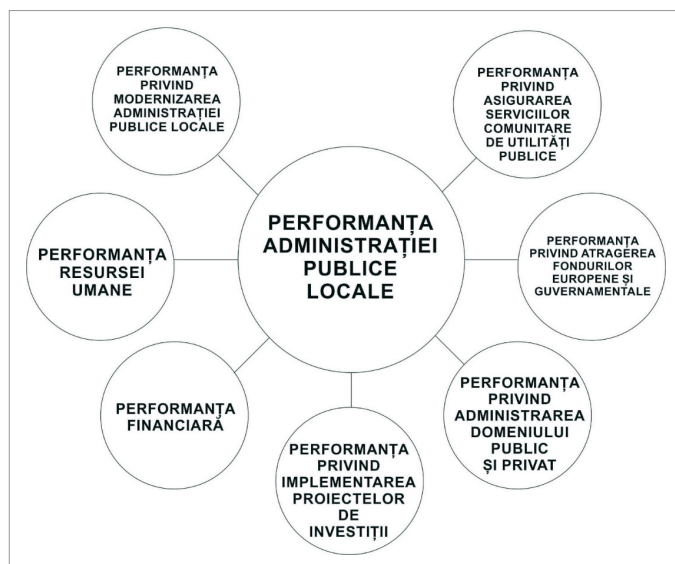 PERFORMANȚA
PRIVIND
MODERNIZAREA
ADMINISTRAȚIEI
PUBLICE LOCALE
PERFORMANȚA
PRIVIND
ASIGURAREA
SERVICIILOR
COMUNITARE
DE UTILITĂȚI
PUBLICE
PERFORMANȚA
ADMINISTRAȚIEI
PUBLICE
LOCALE
PERFORMANȚA
RESURSEI
UMANE
PERFORMANȚA
PRIVIND ATRAGEREA
FONDURILOR
EUROPENE ȘI
GUVERNAMENTALE
PERFORMANȚA
FINANCIARĂ
PERFORMANȚA
PRIVIND
IMPLEMENTAREA
PROIECTELOR
DE
INVESTIȚII
PERFORMANȚA
PRIVIND
ADMINISTRAREA
DOMENIULUI
PUBLIC
ȘI PRIVAT